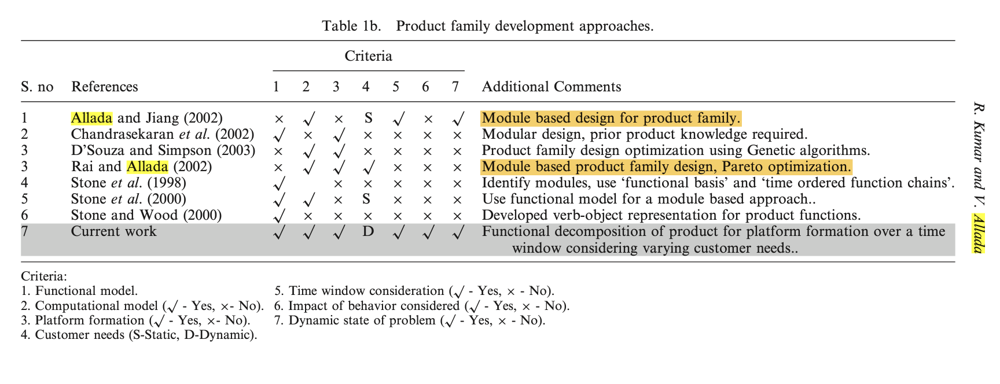 Table 1b. Product family development approaches.
Criteria
S. no References 1 2 3 4 5 6 7 Additional Comments
1 Allada and Jiang (2002) × √ × S √ × √ Module based design for product family.
2 Chandrasekaran et al. (2002) √ × √ × × × × Modular design, prior product knowledge required.
3 D'Souza and Simpson (2003) × √ √ × × × × Product family design optimization using Genetic algorithms.
3 Rai and Allada (2002) × √ √ √ × × × Module based product family design, Pareto optimization.
4 Stone et al. (1998) √ × × × × × Identify modules, use ‘functional basis’ and ‘time ordered function chains’.
5 Stone et al. (2000) √ √ × S × × × Use functional model for a module based approach..
6 Stone and Wood (2000) √ × × × × × × Developed verb-object representation for product functions.
7 Current work √ √ √ D √ √ √ Functional decomposition of product for platform formation over a time
window considering varying customer needs..
Criteria:
1. Functional model.
2. Computational model (√ - Yes, ×- No).
3. Platform formation (√ - Yes, ×- No).
4. Customer needs (S-Static, D-Dynamic).
5. Time window consideration (√ - Yes, × - No).
6. Impact of behavior considered (√ - Yes, × - No).
7. Dynamic state of problem (√ - Yes, × - No).
R. Kumar and V. Allada